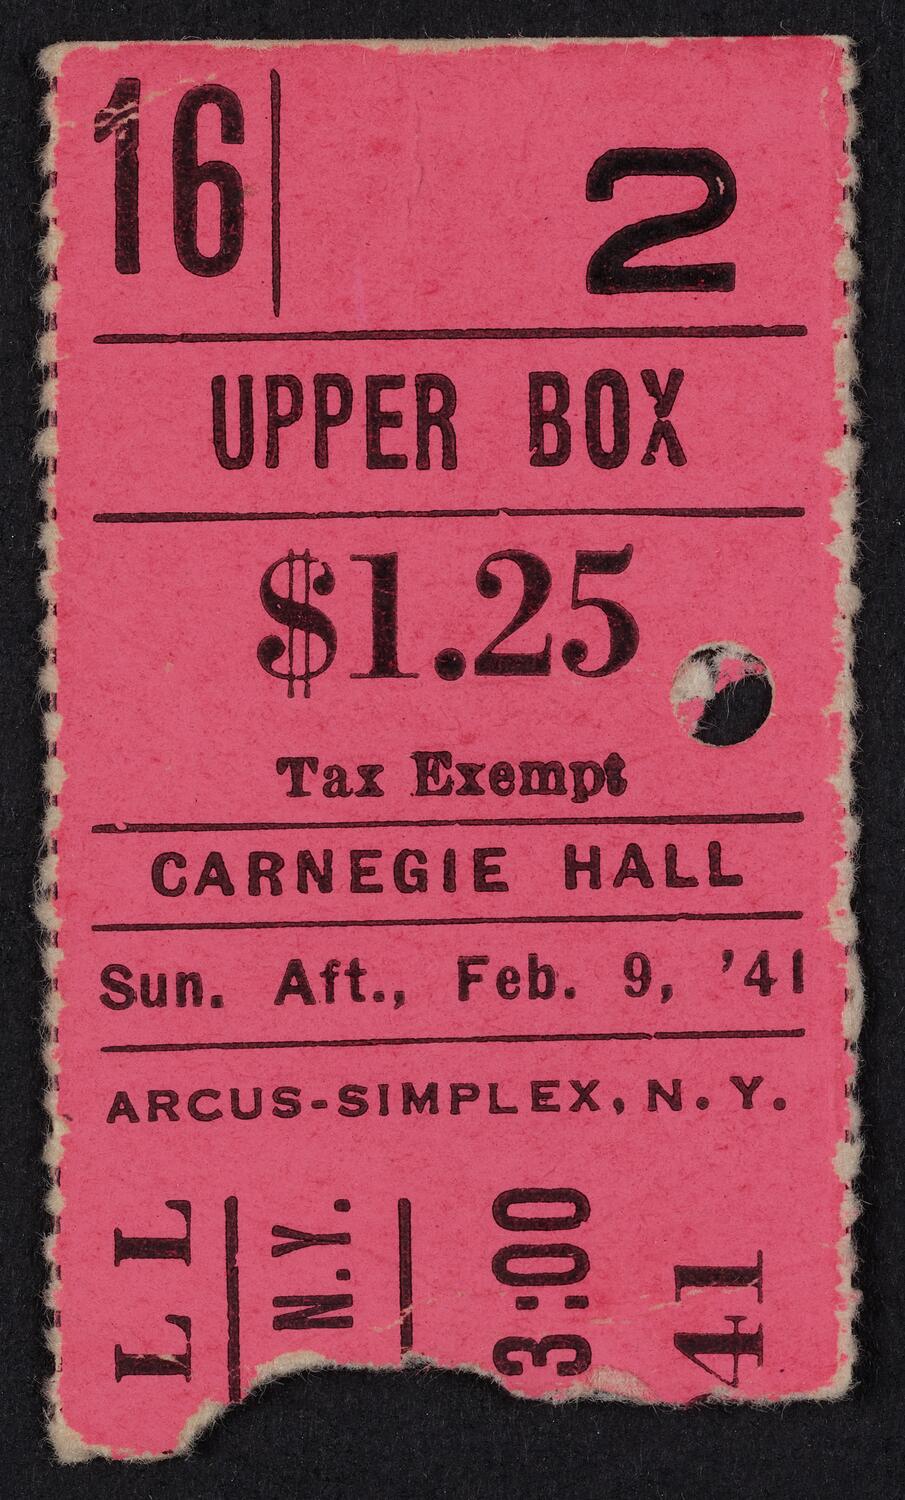 16 2
UPPER BOX
$1.25
Tax Exempt
CARNEGIE HALL
Sun. Aft., Feb. 9, '41
ARCUS-SIMPLEX, N. Y.
LL
N.Y.
3:00
41